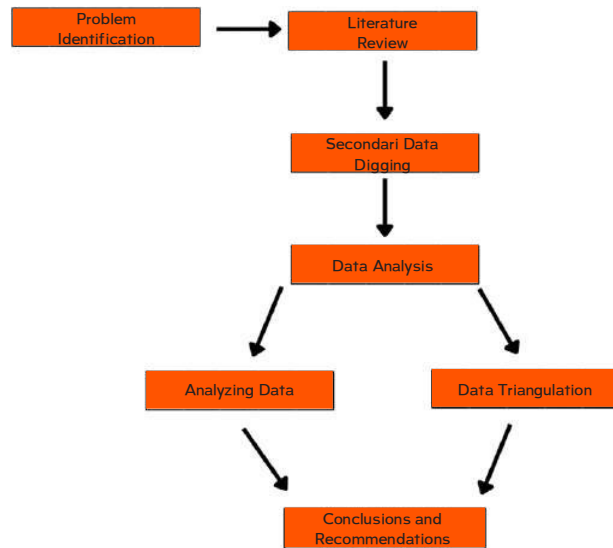 Problem
Identification
Literature
Review
Secondari Data
Digging
Data Analysis
Analyzing Data
Data Triangulation
Conclusions and
Recommendations